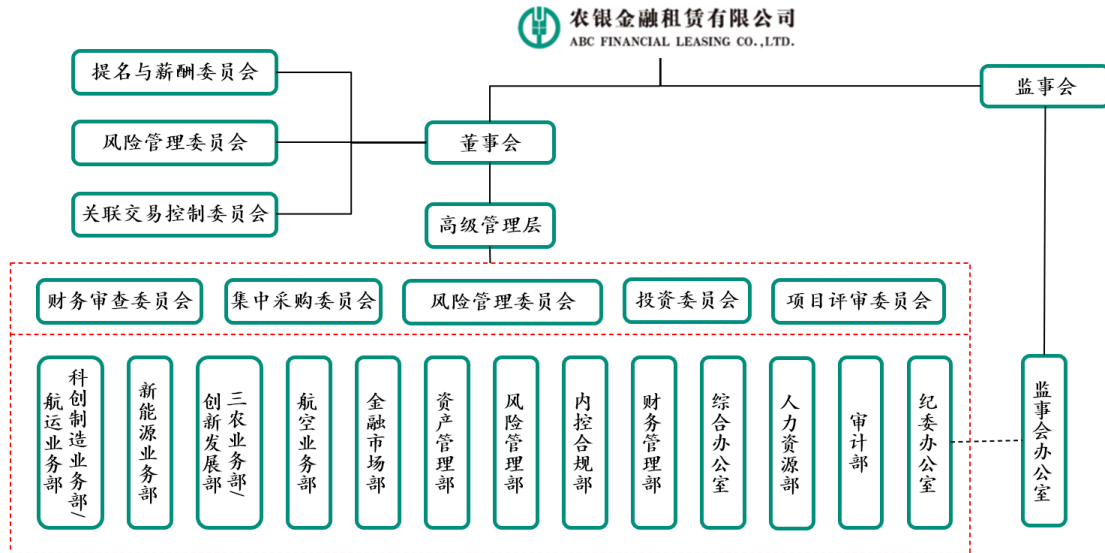 农银金融租赁有限公司
ABC FINANCIAL LEASING CO.,LTD.
提名与薪酬委员会
监事会
风险管理委员会
董事会
关联交易控制委员会
高级管理层
财务审查委员会
集中采购委员会
风险管理委员会
投资委员会
项目评审委员会
科创制造业务部/
航运业务部
新能源业务部
三农业务部/
创新发展部
航空业务部
金融市场部
资产管理部
风险管理部
内控合规部
财务管理部
综合办公室
人力资源部
审计部
纪委办公室
监事会办公室